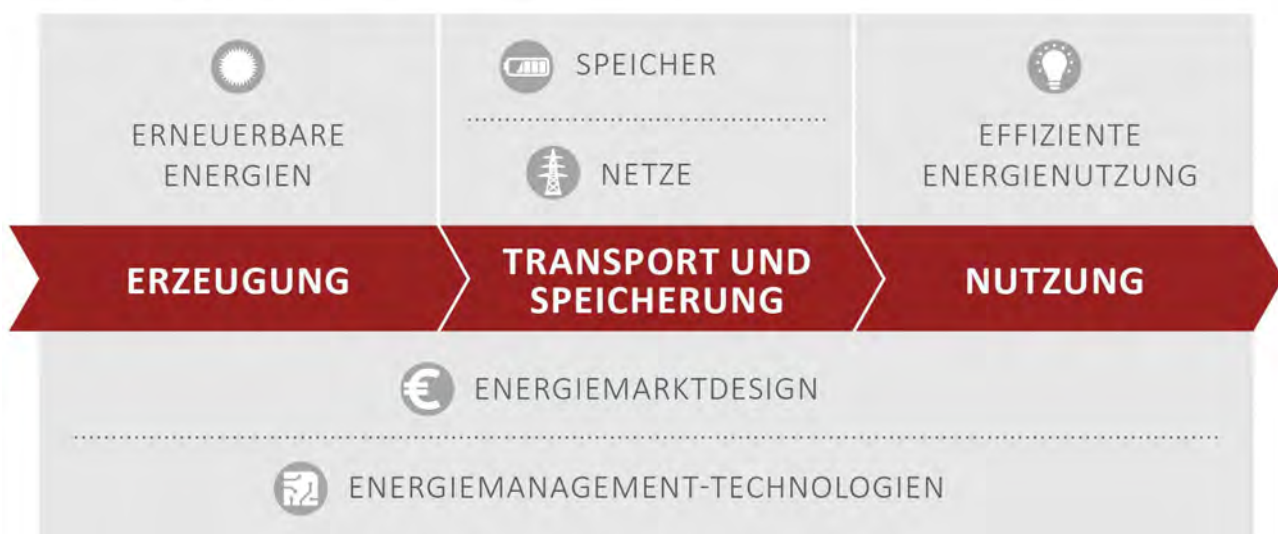 ERNEUERBARE
ENERGIEN
SPEICHER
NETZE
EFFIZIENTE
ENERGIENUTZUNG
ERZEUGUNG
TRANSPORT UND
SPEICHERUNG
NUTZUNG
€ ENERGIEMARKTDESIGN
ENERGIEMANAGEMENT-TECHNOLOGIEN